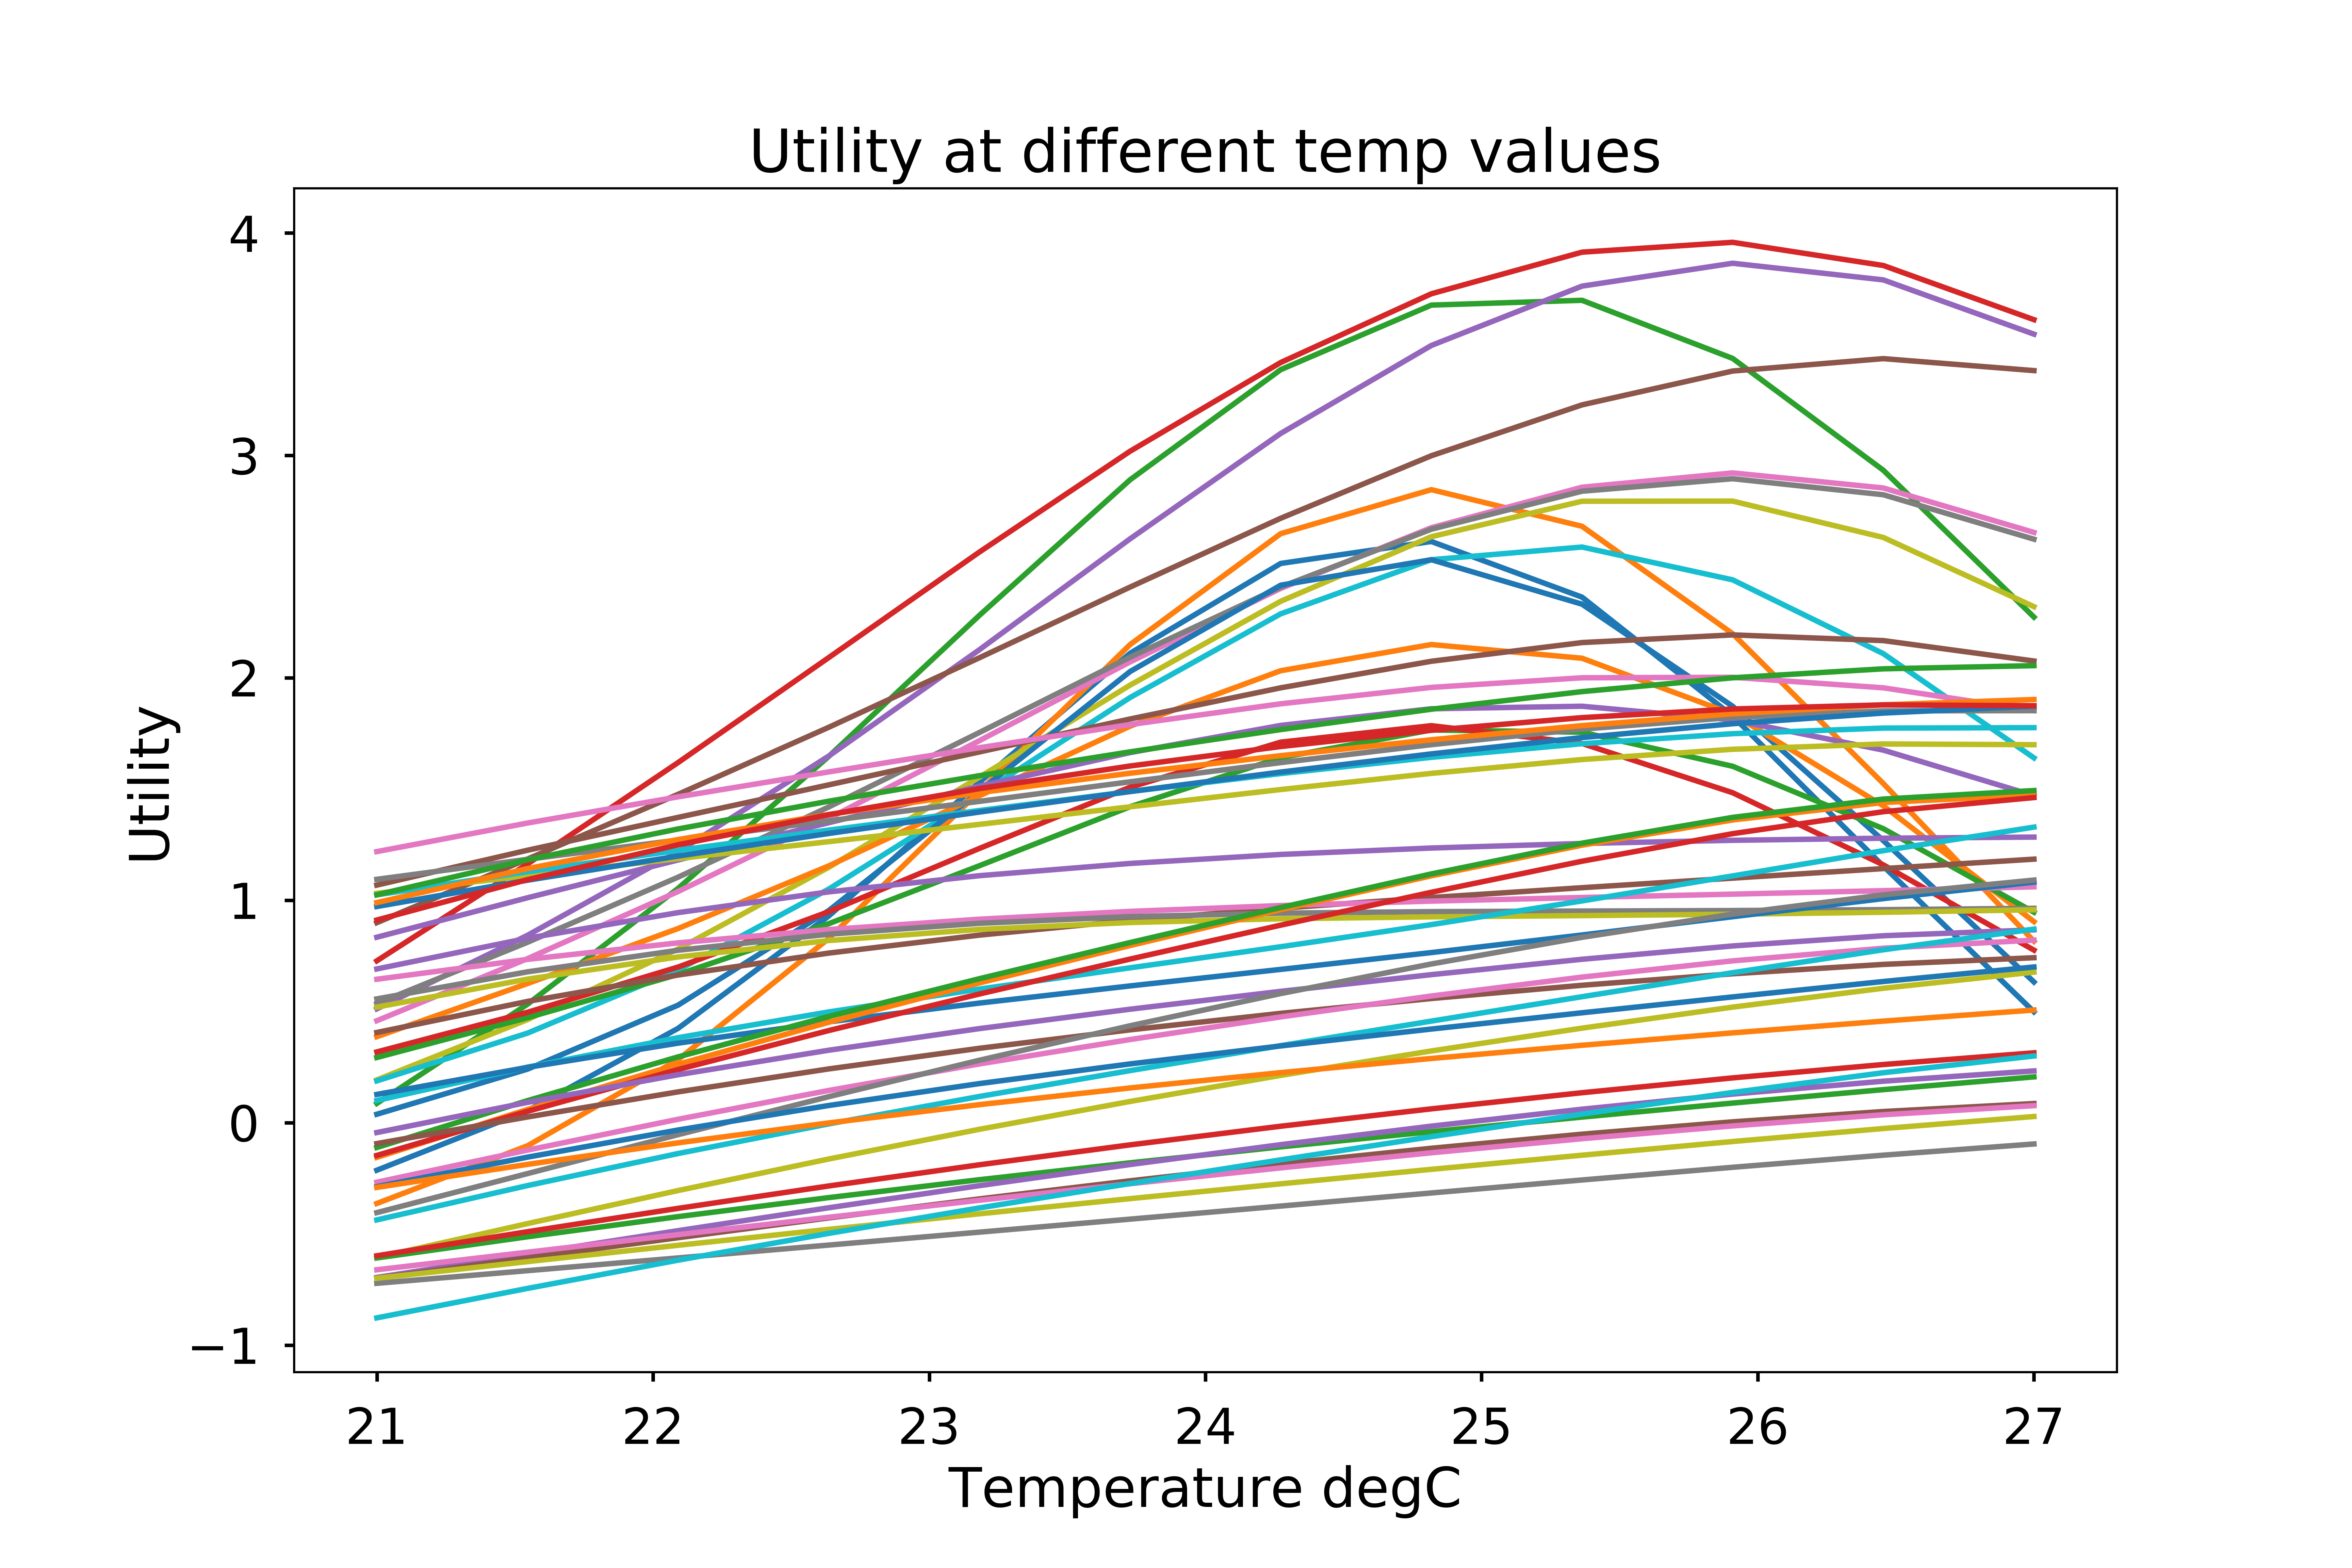 Utility at different temp values
4
3
2
1
0
−1
Utility
21 22 23 24 25 26 27
Temperature degC